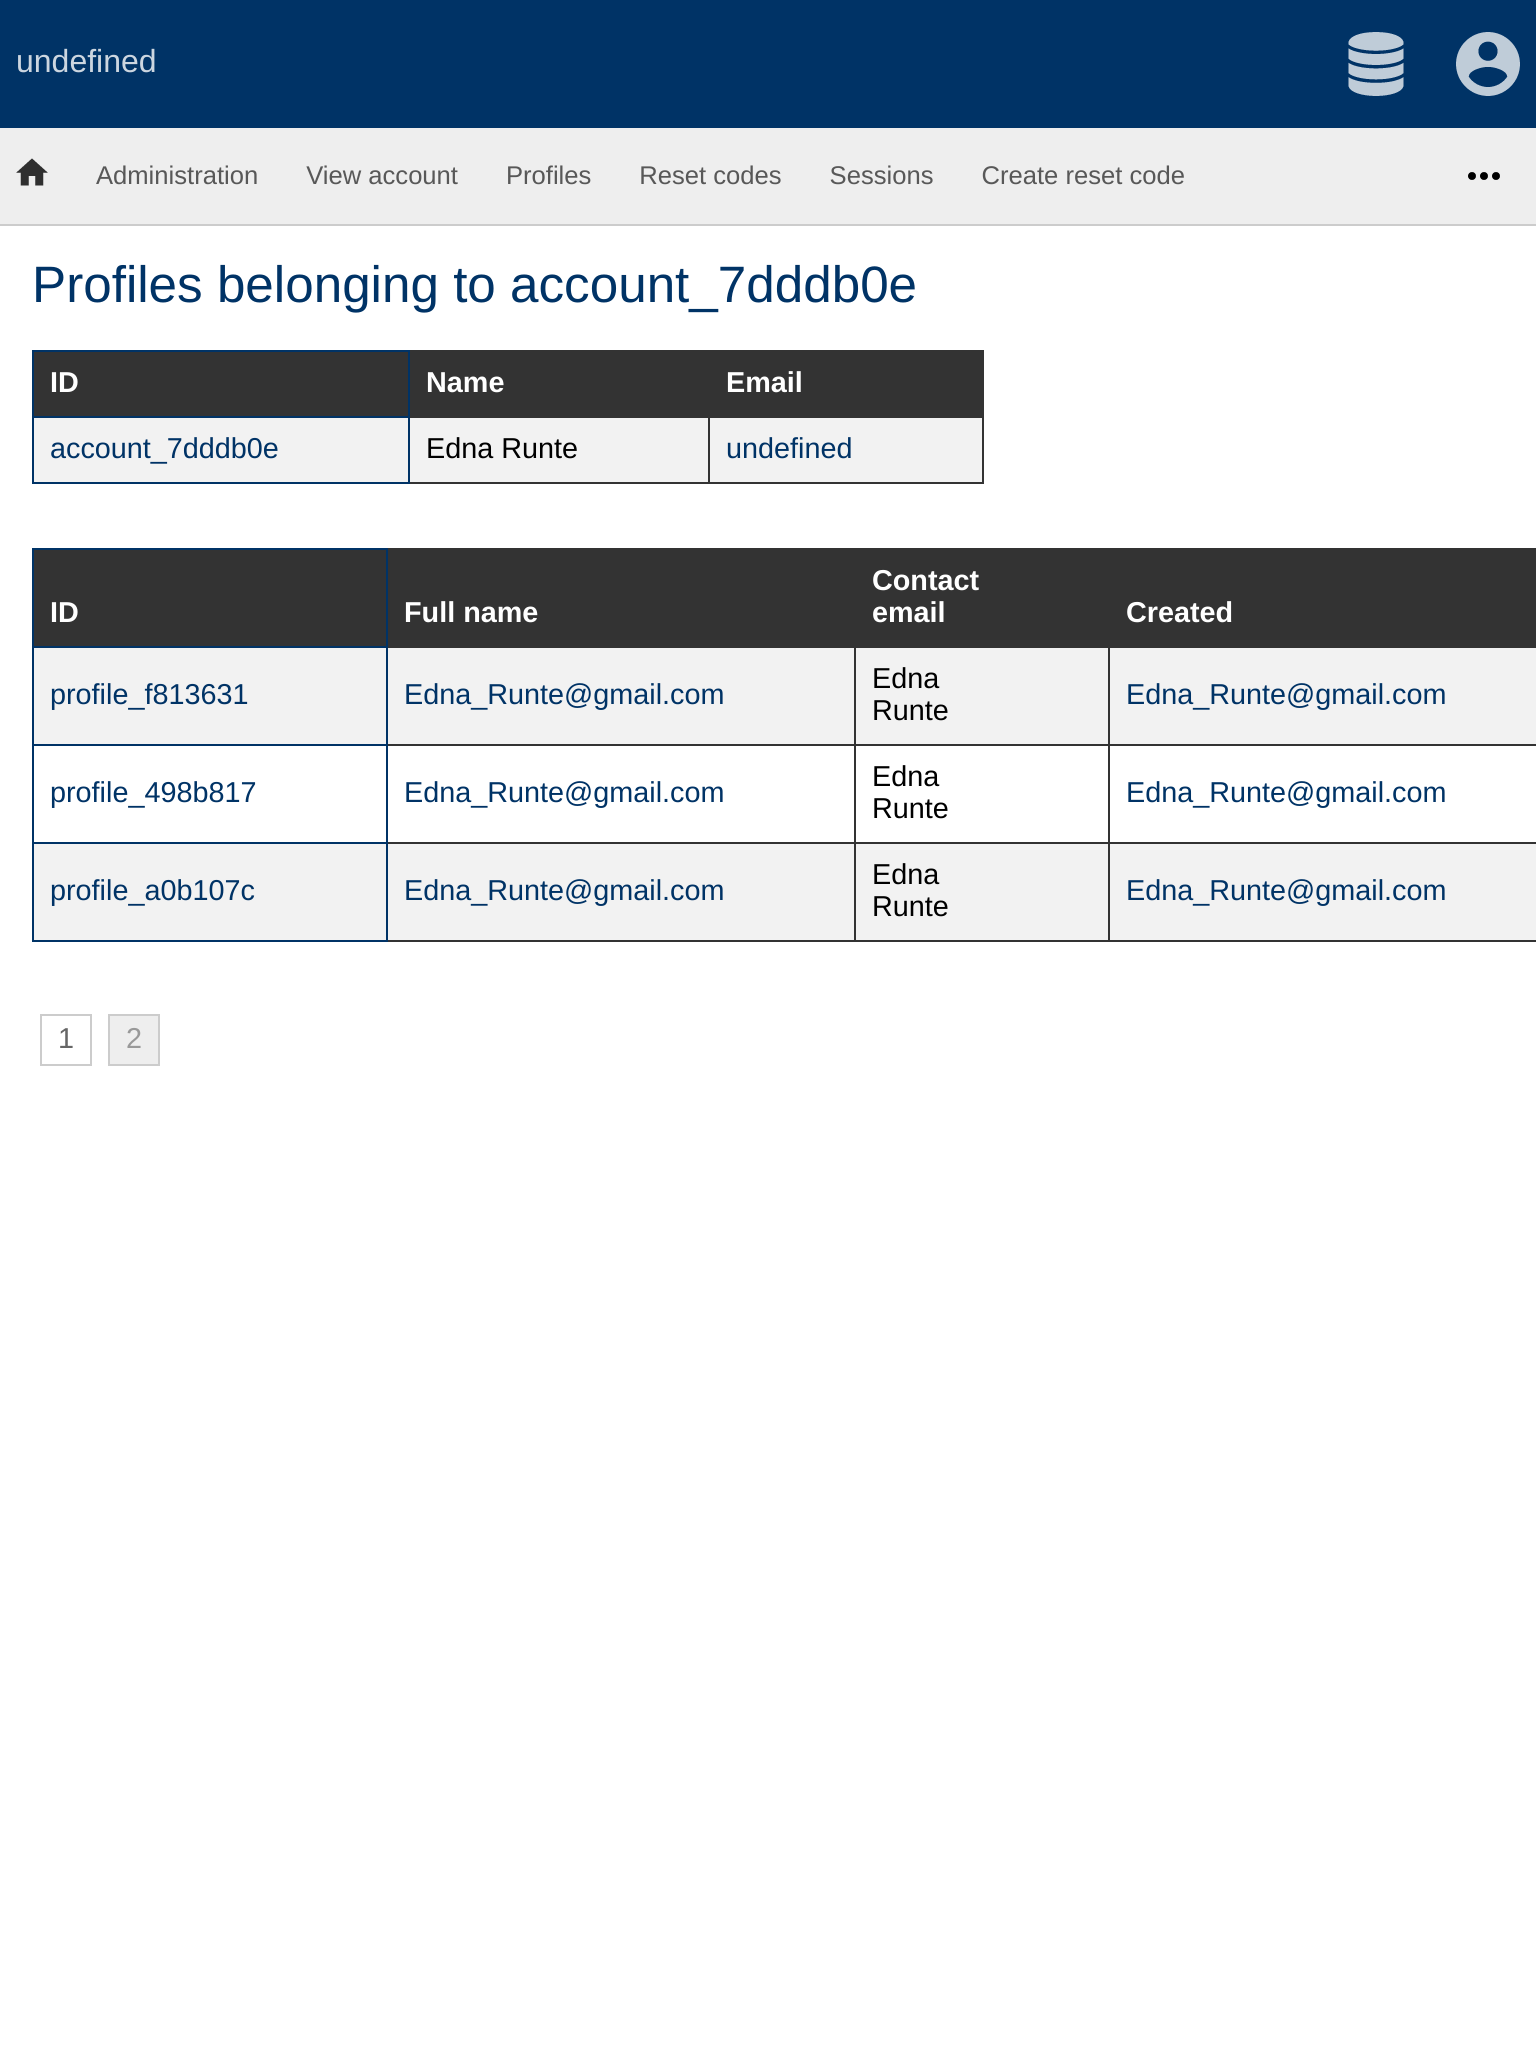 undefined
Administration View account Profiles Reset codes Sessions Create reset code
Profiles belonging to account_7dddb0e
ID Name Email
account_7dddb0e Edna Runte undefined
ID Full name Contact email Created
profile_f813631 Edna_Runte@gmail.com Edna Runte Edna_Runte@gmail.com
profile_498b817 Edna_Runte@gmail.com Edna Runte Edna_Runte@gmail.com
profile_a0b107c Edna_Runte@gmail.com Edna Runte Edna_Runte@gmail.com
1 2